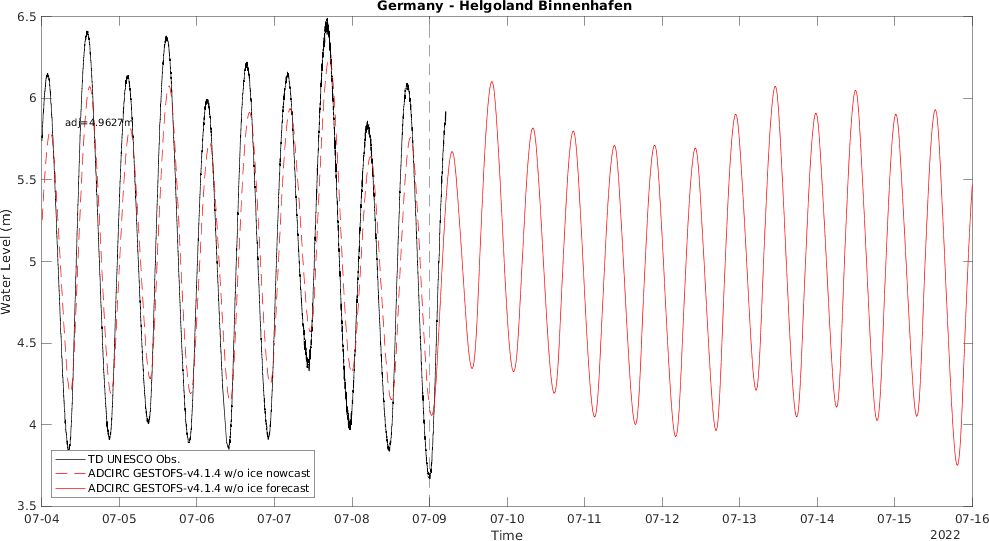 Germany - Helgoland Binnenhafen
6.5
6
5.5
5
4.5
4
3.5
Water Level (m)
adj=4.9627m
TD UNESCO Obs.
ADCIRC GESTOFS-v4.1.4 w/o ice nowcast
ADCIRC GESTOFS-v4.1.4 w/o ice forecast
07-04 07-05 07-06 07-07 07-08 07-09 07-10 07-11 07-12 07-13 07-14 07-15 07-16
Time
2022